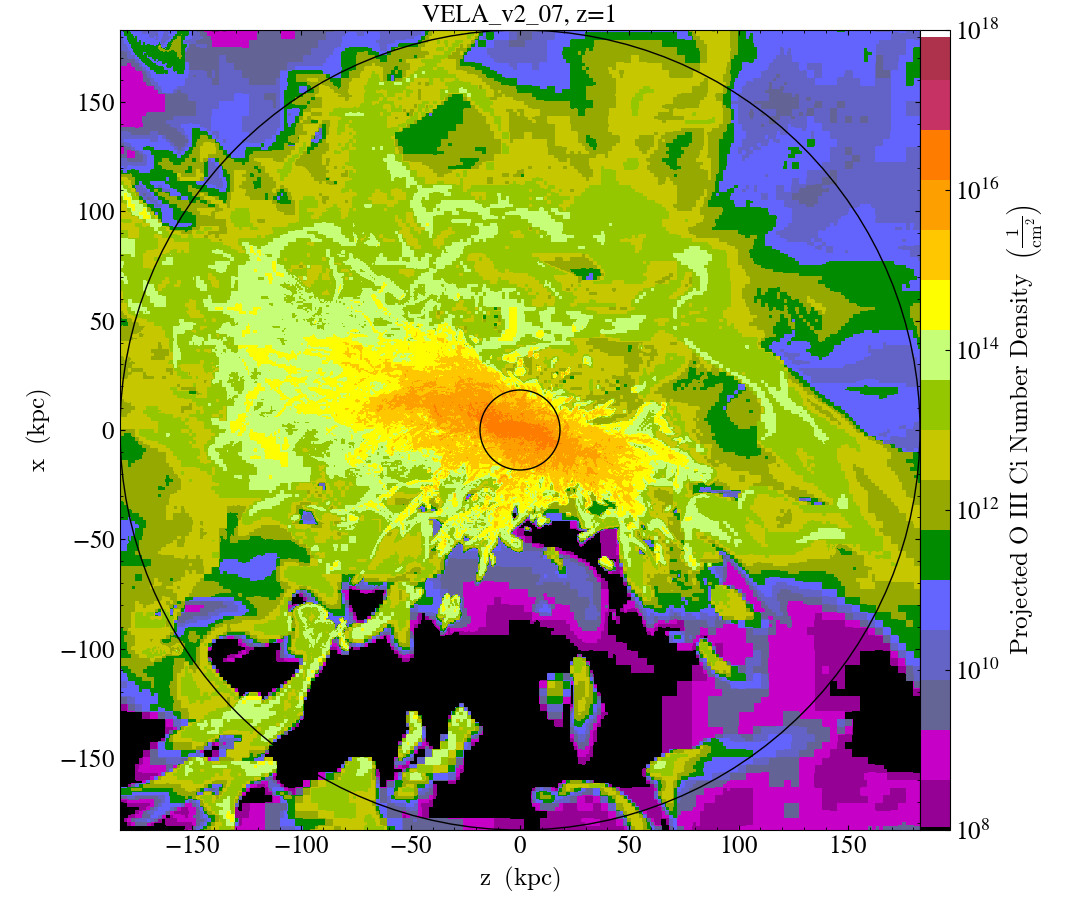 VELA_v2_07, z=1
150
100
50
0
−50
−100
−150
x (kpc)
−150 −100 −50 0 50 100 150
z (kpc)
10^18
10^16
10^14
10^12
10^10
10^8
Projected O III Ci Number Density (1/cm^2)